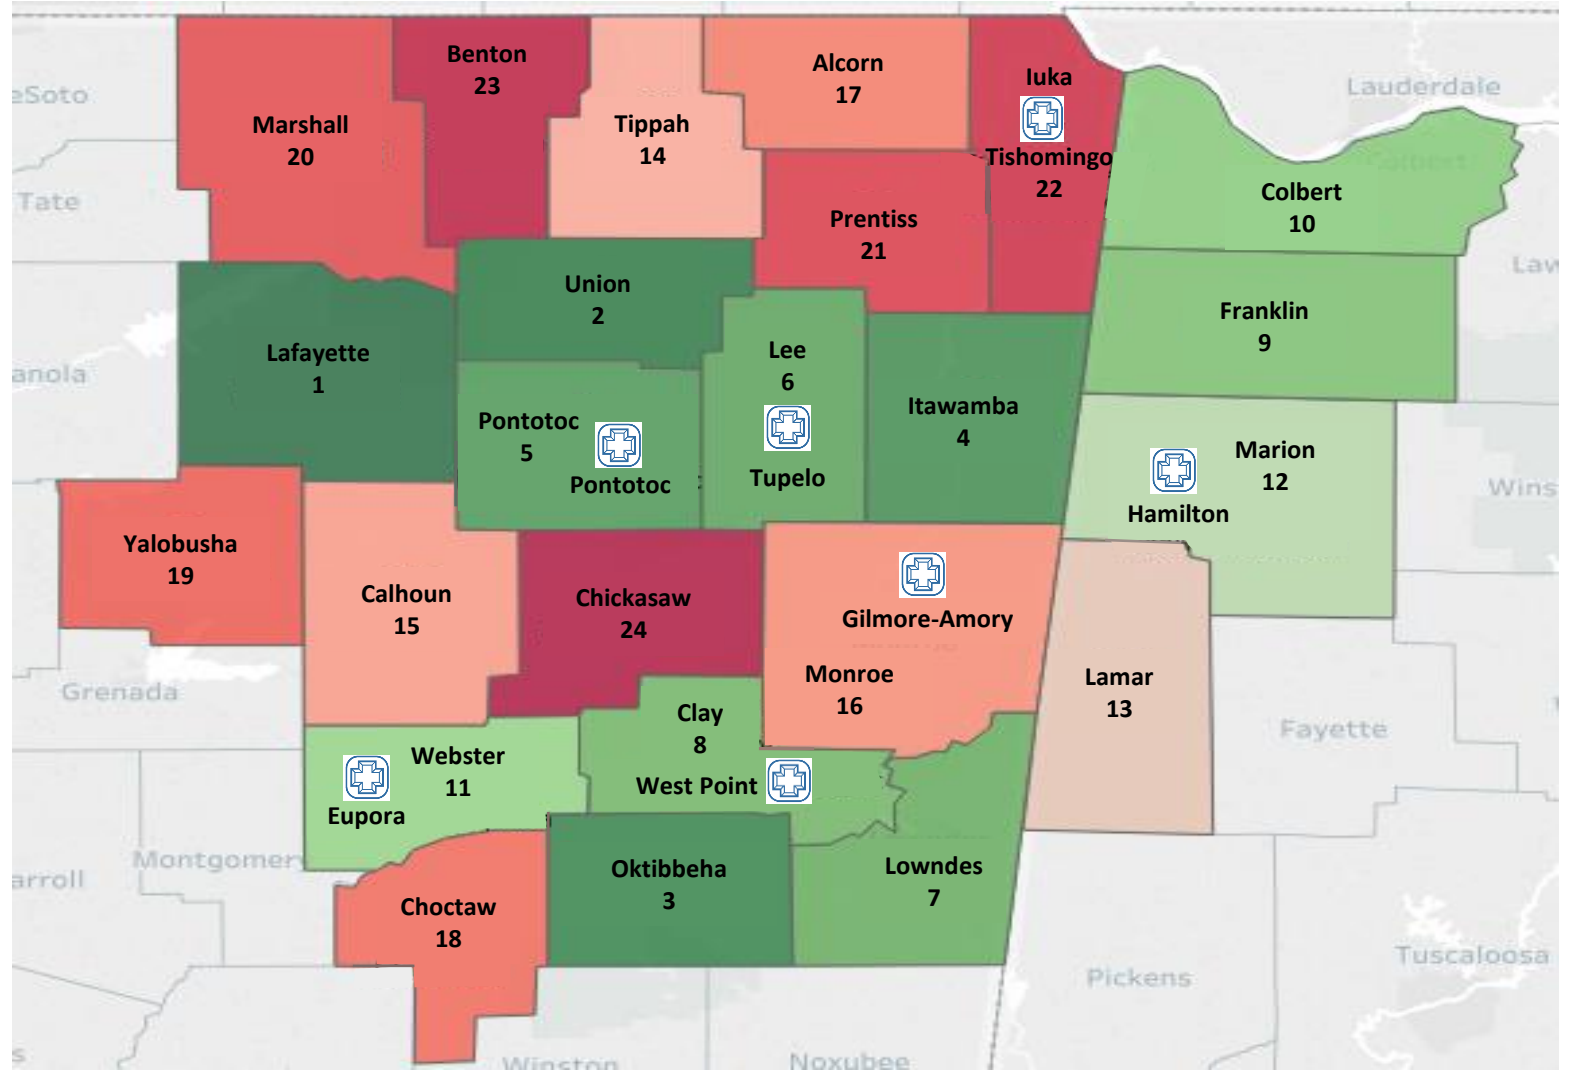 Benton
23
Alcorn
17
Iuka
Marshall
20
Tippah
14
Lauderdale
eSoto
Tishomingo
22
Colbert
Colbert
10
Tate
Prentiss
21
Union
2
Law
Franklin
9
Lafayette
1
Lee
6
anola
Itawamba
4
Pontotoc
5
Pontotoc
Tupelo
Marion
12
Hamilton
Wins
Yalobusha
19
Calhoun
15
Chickasaw
24
Gilmore-Amory
Monroe
16
Lamar
13
Grenada
Clay
8
West Point
Fayette
Webster
11
Eupora
Montgomery
arroll
Oktibbeha
3
Lowndes
7
Choctaw
18
Tuscaloosa
Pickens
s
Winston
Noxubee